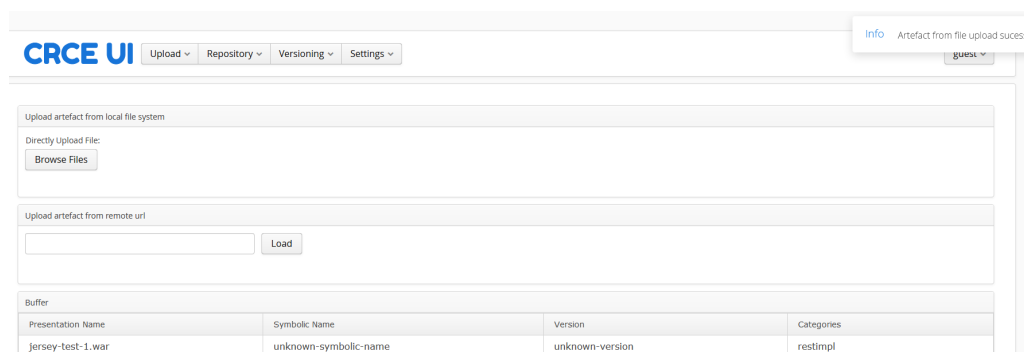 Info Artefact from file upload
CRCE UI Upload Repository Versioning Settings guest
Upload artefact from local file system
Directly Upload File:
Browse Files
Upload artefact from remote url
Load
Buffer
Presentation Name Symbolic Name Version Categories
jersey-test-1.war unknown-symbolic-name unknown-version restimpl